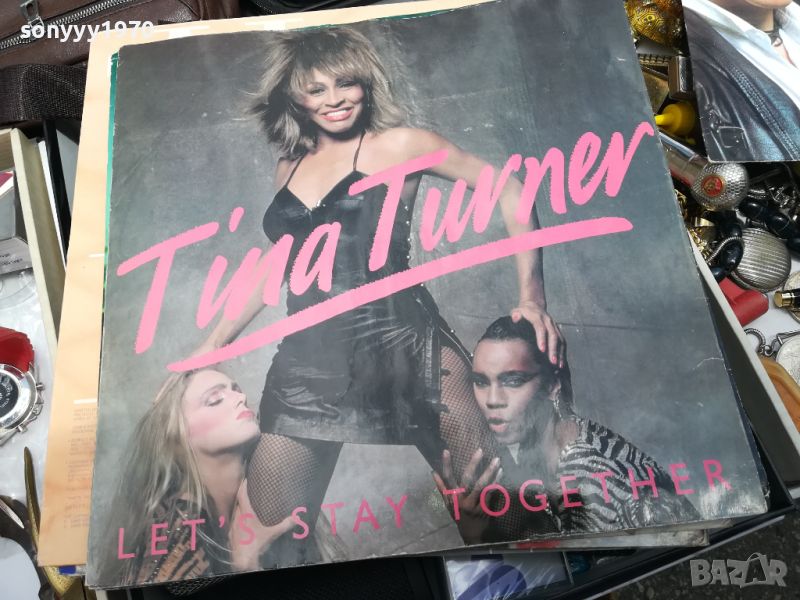 sonyyy1970
Tina Turner
LET'S STAY TOGETHER
BAZAR